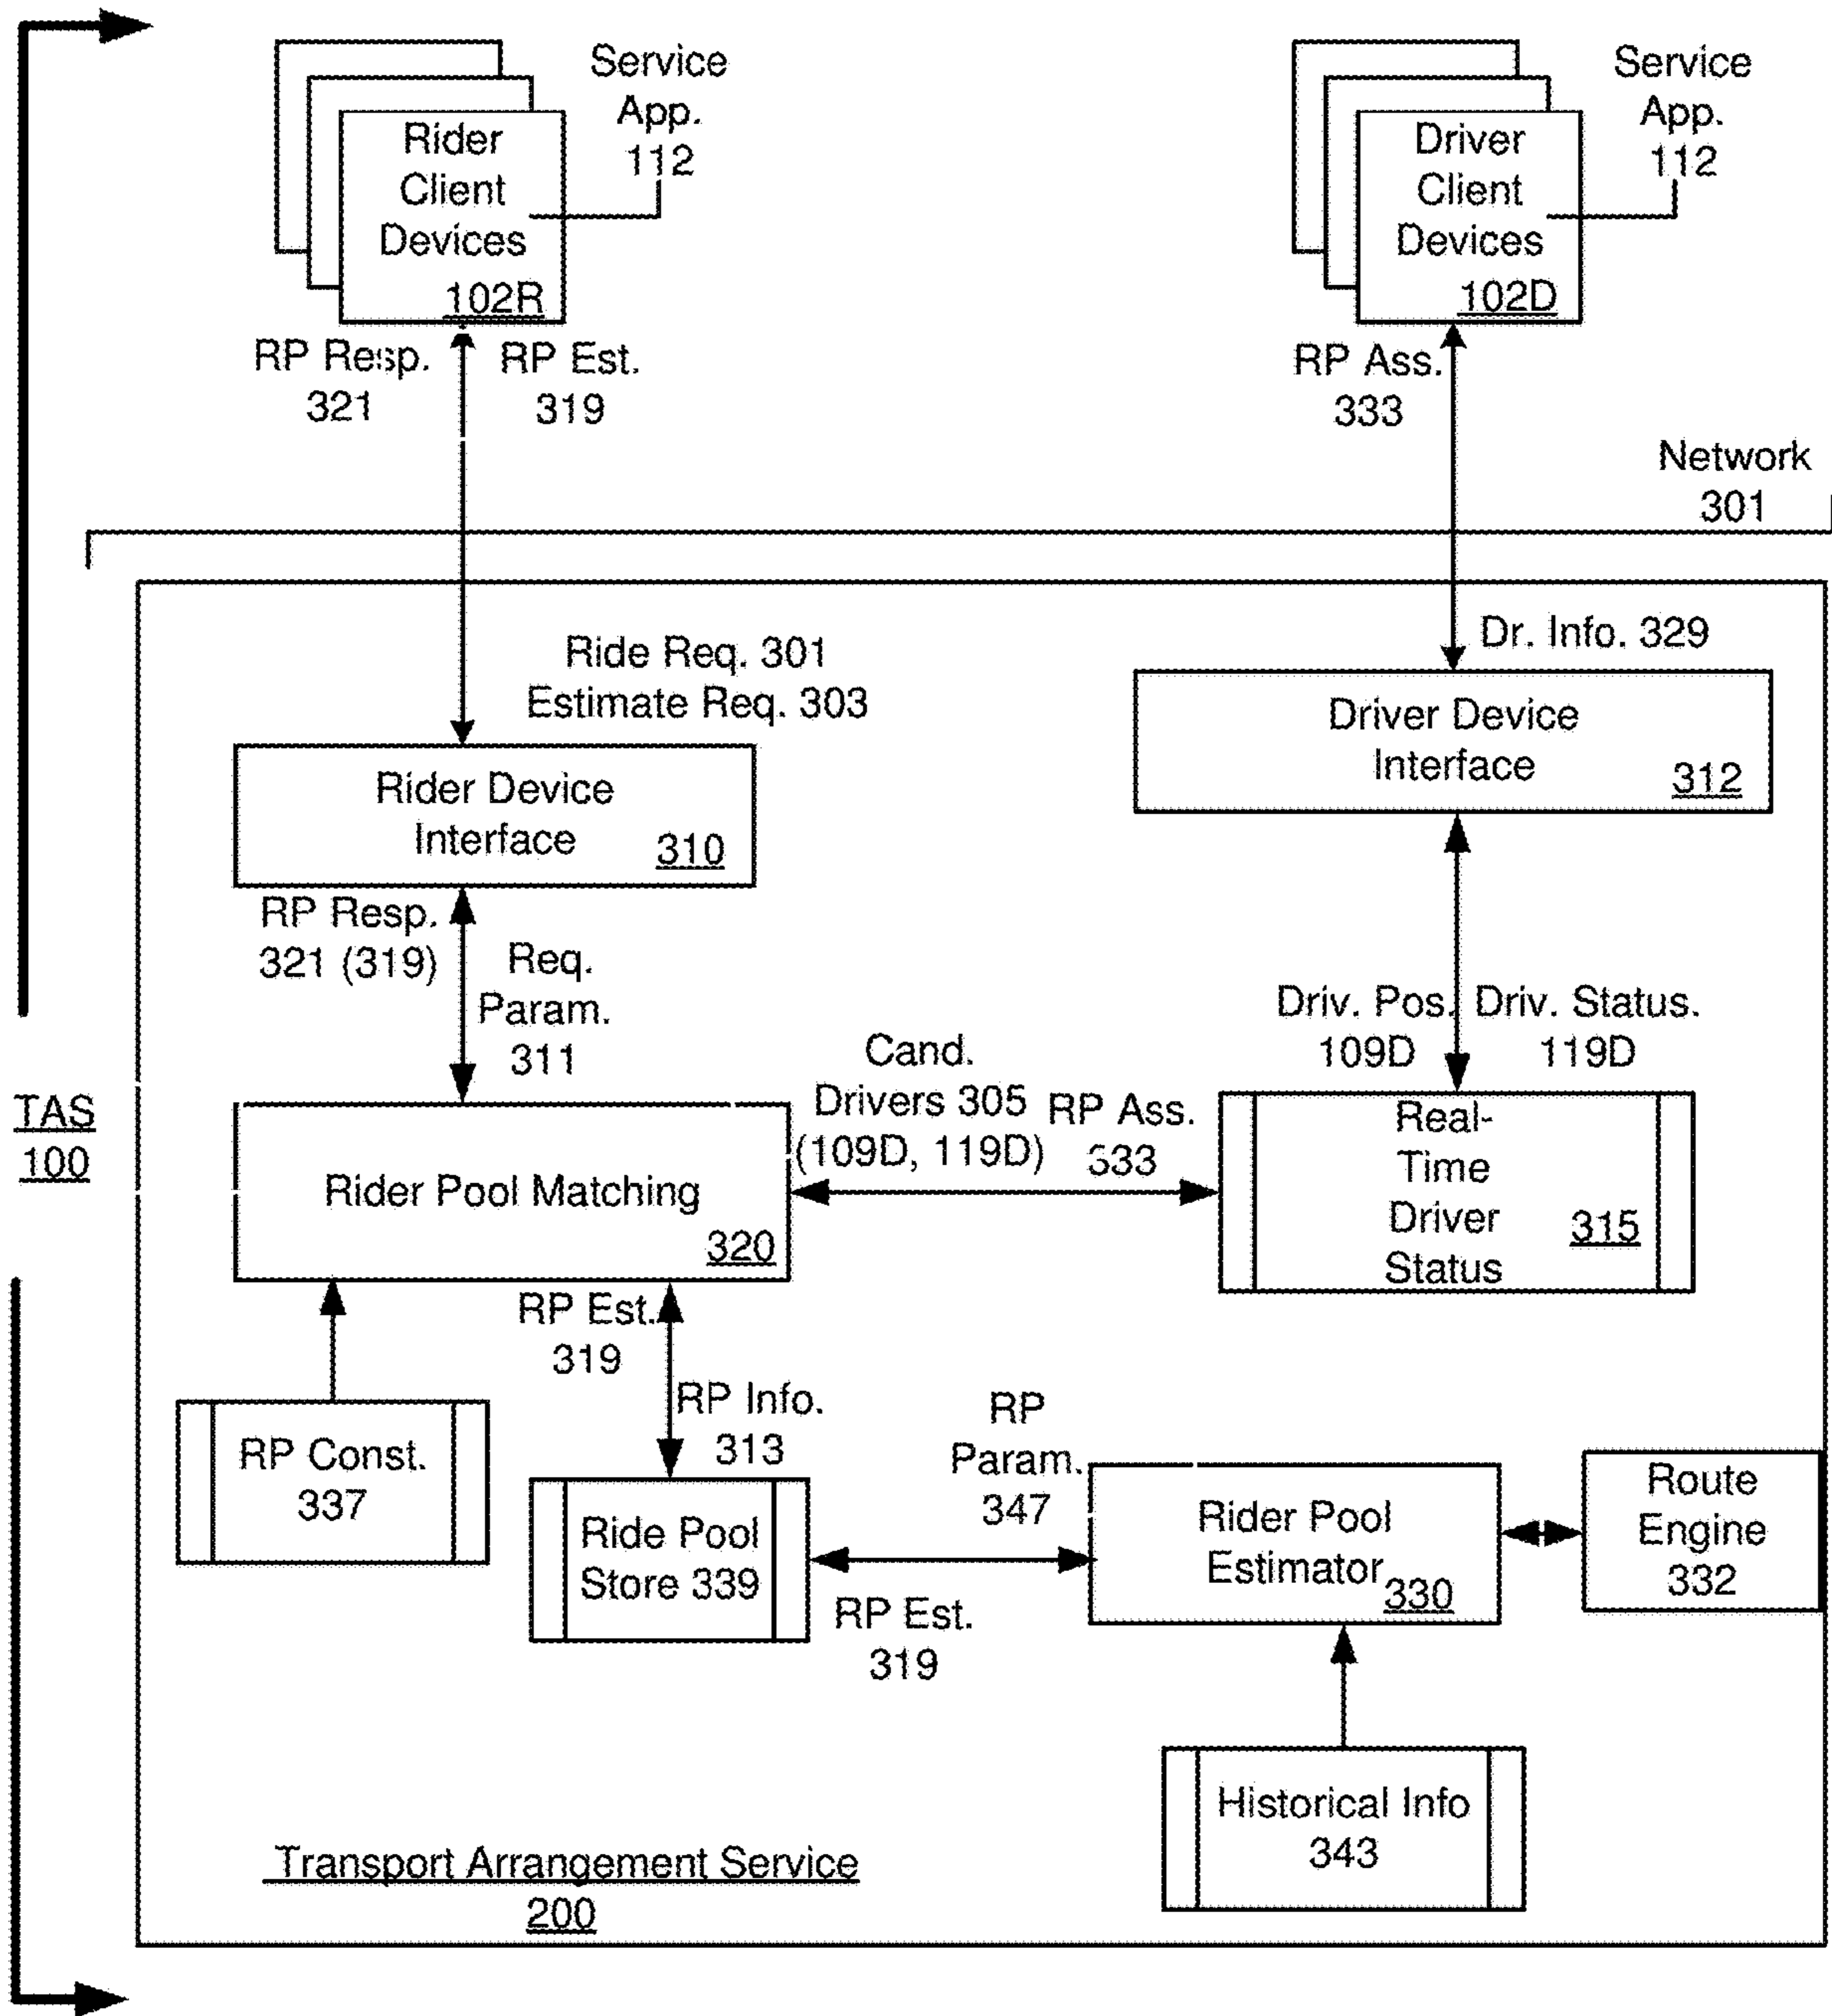 Service
App.
112
Rider
Client
Devices
102R
Service
App.
112
Driver
Client
Devices
102D
RP Resp.
321
RP Est.
319
RP Ass.
333
Network
301
Ride Req. 301
Estimate Req. 303
Dr. Info. 329
Rider Device
Interface
310
Driver Device
Interface
312
RP Resp.
321 (319)
Req.
Param.
311
Driv. Pos.
109D
Driv. Status.
119D
TAS
100
Rider Pool Matching
320
Cand.
Drivers 305
(109D, 119D)
RP Ass.
333
Real-
Time
Driver
Status
315
RP Est.
319
RP Info.
313
RP Const.
337
Ride Pool
Store 339
RP
Param.
347
RP Est.
319
Rider Pool
Estimator
330
Route
Engine
332
Historical Info
343
Transport Arrangement Service
200